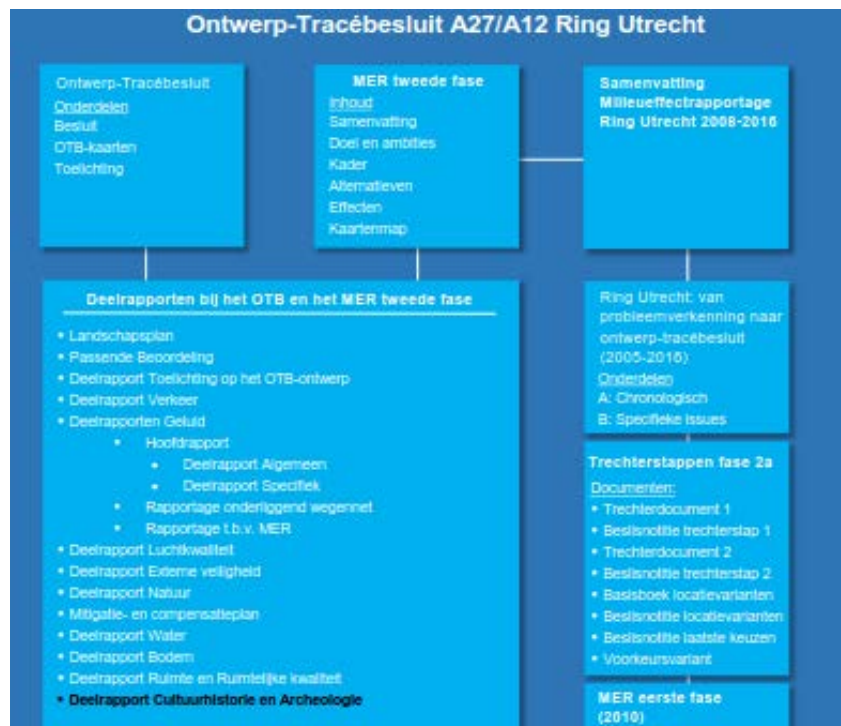 Ontwerp-Tracébesluit A27/A12 Ring Utrecht
Ontwerp-Tracébesluit
Onderdelen
Besluit
OTB-kaarten
Toelichting
MER tweede fase
Inhoud
Samenvatting
Doel en ambities
Kader
Alternatieven
Effecten
Kaartenmap
Samenvatting
Milieueffectrapportage
Ring Utrecht 2008-2016
Deelrapporten bij het OTB en het MER tweede fase
• Landschapsplan
• Passende Beoordeling
• Deelrapport Toelichting op het OTB-ontwerp
• Deelrapport Verkeer
• Deelrapporten Geluid
• Hoofdrapport
• Deelrapport Algemeen
• Deelrapport Specifiek
• Rapportage onderliggend wegennet
• Rapportage t.b.v. MER
• Deelrapport Luchtkwaliteit
• Deelrapport Externe veiligheid
• Deelrapport Natuur
• Mitigatie- en compensatieplan
• Deelrapport Water
• Deelrapport Bodem
• Deelrapport Ruimte en Ruimtelijke kwaliteit
• Deelrapport Cultuurhistorie en Archeologie
Ring Utrecht: van
probleemverkenning naar
ontwerp-tracébesluit
(2005-2016)
Onderdelen
A: Chronologisch
B: Specifieke issues
Trechterstappen fase 2a
Documenten:
• Trechterdocument 1
• Beslisnotitie trechterstap 1
• Trechterdocument 2
• Beslisnotitie trechterstap 2
• Basisboek locatievarianten
• Beslisnotitie locatievarianten
• Beslisnotitie laatste keuzen
• Voorkeursvariant
MER eerste fase
(2010)